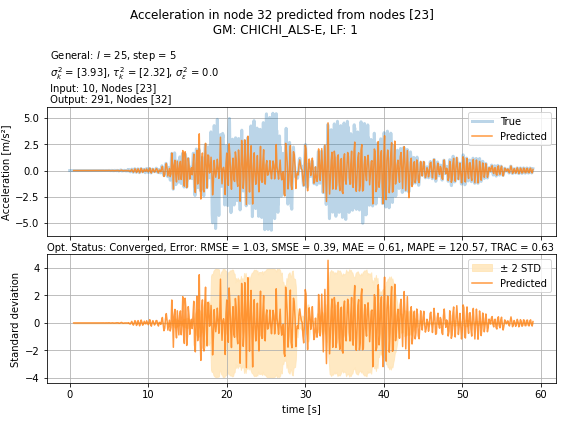 Acceleration in node 32 predicted from nodes [23]
GM: CHICHI_ALS-E, LF: 1
General: l = 25, step = 5
σ²ₖ = [3.93], τ²ₖ = [2.32], σ²ε = 0.0
Input: 10, Nodes [23]
Output: 291, Nodes [32]
Acceleration [m/s²]
5.0
2.5
0.0
−2.5
−5.0
True
Predicted
Opt. Status: Converged, Error: RMSE = 1.03, SMSE = 0.39, MAE = 0.61, MAPE = 120.57, TRAC = 0.63
Standard deviation
4
2
0
−2
−4
± 2 STD
Predicted
0 10 20 30 40 50 60
time [s]